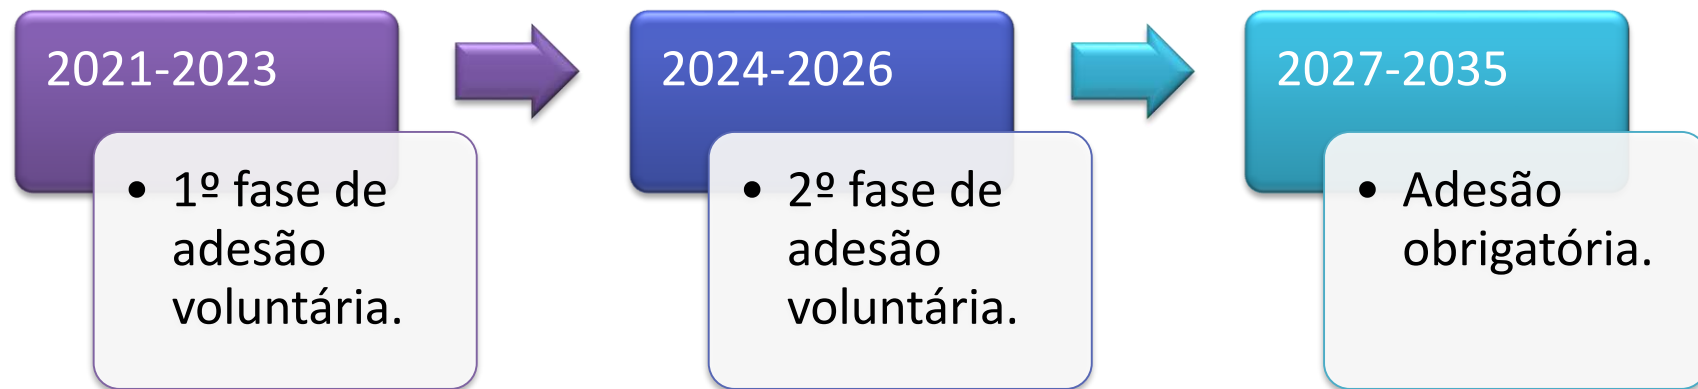 2021-2023
• 1º fase de
adesão
voluntária.
2024-2026
• 2º fase de
adesão
voluntária.
2027-2035
• Adesão
obrigatória.